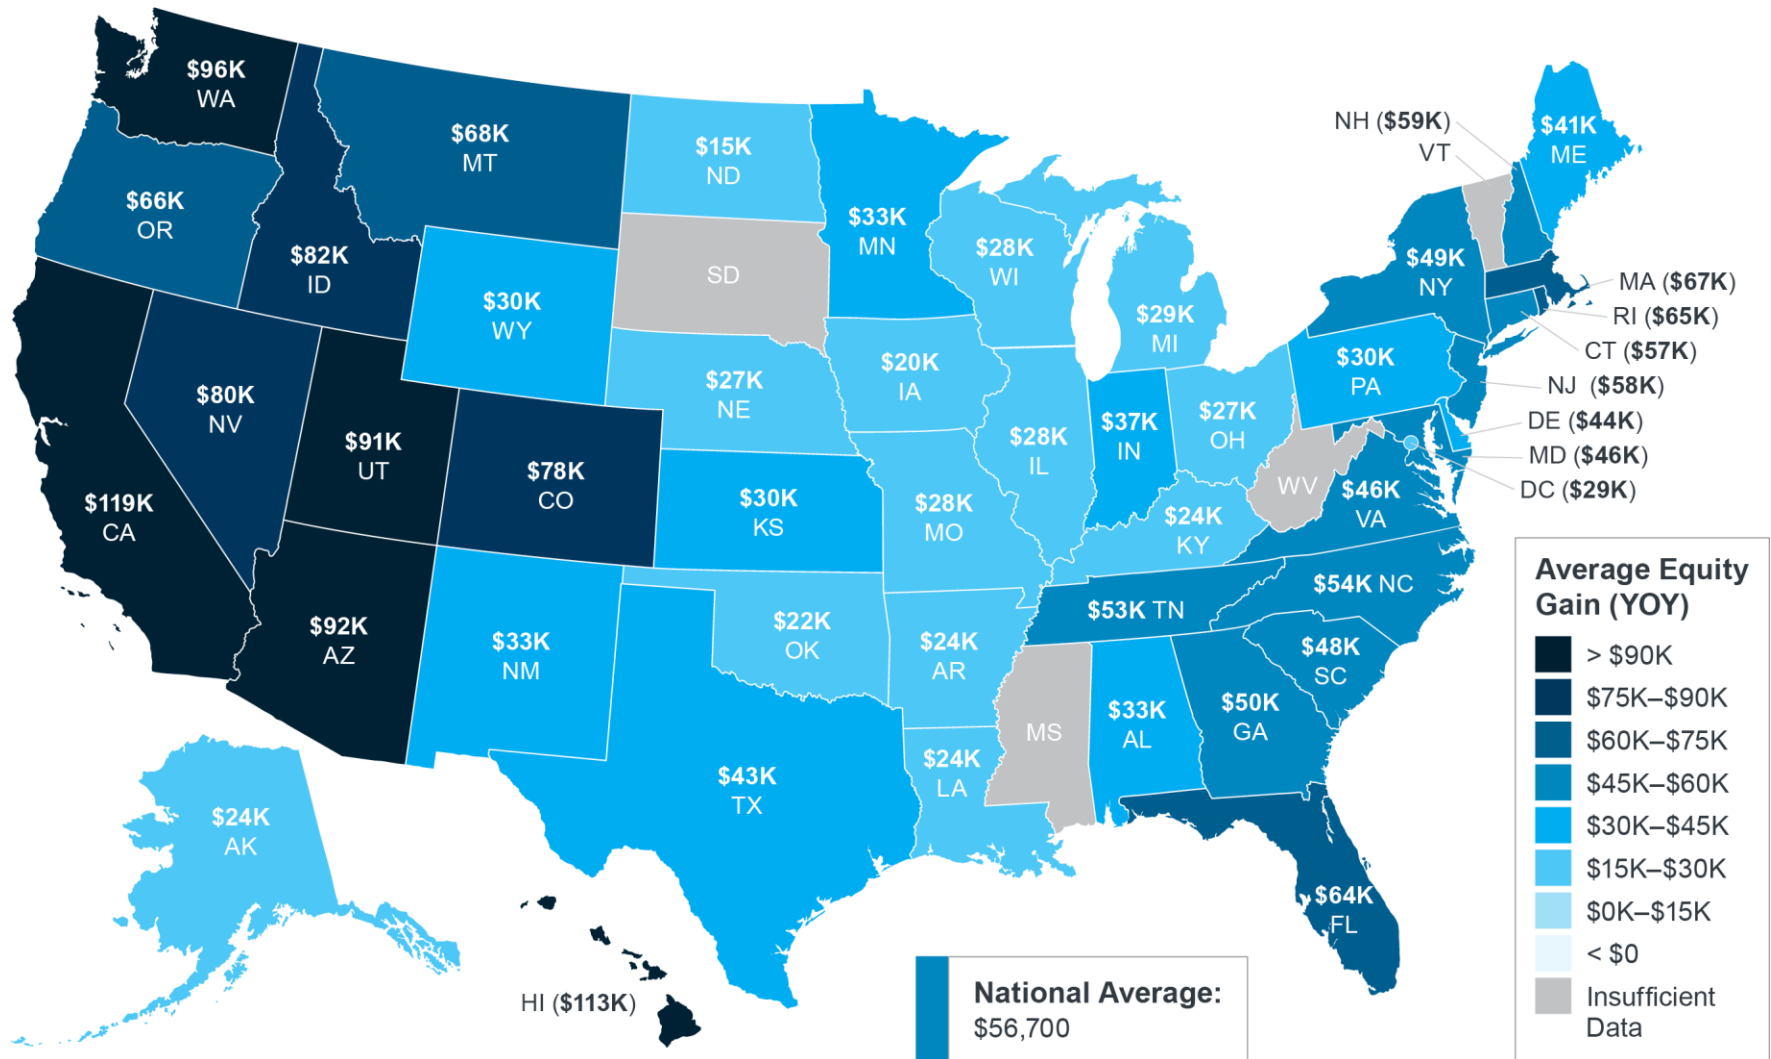 $96K
WA
$68K
MT
$15K
ND
$33K
MN
NH ($59K)
VT
$41K
ME
$66K
OR
$82K
ID
$30K
WY
SD
$28K
WI
$29K
MI
$49K
NY
MA ($67K)
RI ($65K)
CT ($57K)
NJ ($58K)
DE ($44K)
MD ($46K)
DC ($29K)
$80K
NV
$91K
UT
$78K
CO
$27K
NE
$20K
IA
$28K
IL
$37K
IN
$27K
OH
$30K
PA
$119K
CA
$30K
KS
$28K
MO
$24K
KY
WV
$46K
VA
$92K
AZ
$33K
NM
$22K
OK
$24K
AR
$53K TN
$54K NC
$48K
SC
$43K
TX
$24K
LA
MS
$33K
AL
$50K
GA
$64K
FL
$24K
AK
HI ($113K)
National Average:
$56,700
Average Equity
Gain (YOY)
> $90K
$75K–$90K
$60K–$75K
$45K–$60K
$30K–$45K
$15K–$30K
$0K–$15K
< $0
Insufficient
Data